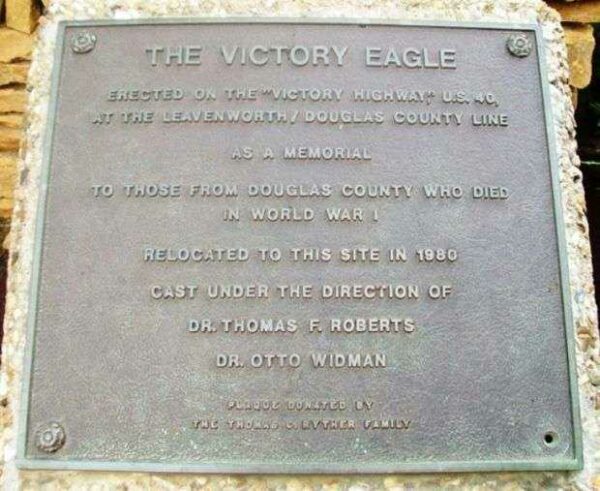 THE VICTORY EAGLE
ERECTED ON THE "VICTORY HIGHWAY," U.S. 40,
AT THE LEAVENWORTH/DOUGLAS COUNTY LINE
AS A MEMORIAL
TO THOSE FROM DOUGLAS COUNTY WHO DIED
IN WORLD WAR I
RELOCATED TO THIS SITE IN 1980
CAST UNDER THE DIRECTION OF
DR. THOMAS F. ROBERTS
DR. OTTO WIDMAN
PLAQUE DONATED BY
THE THOMAS RYTHER FAMILY